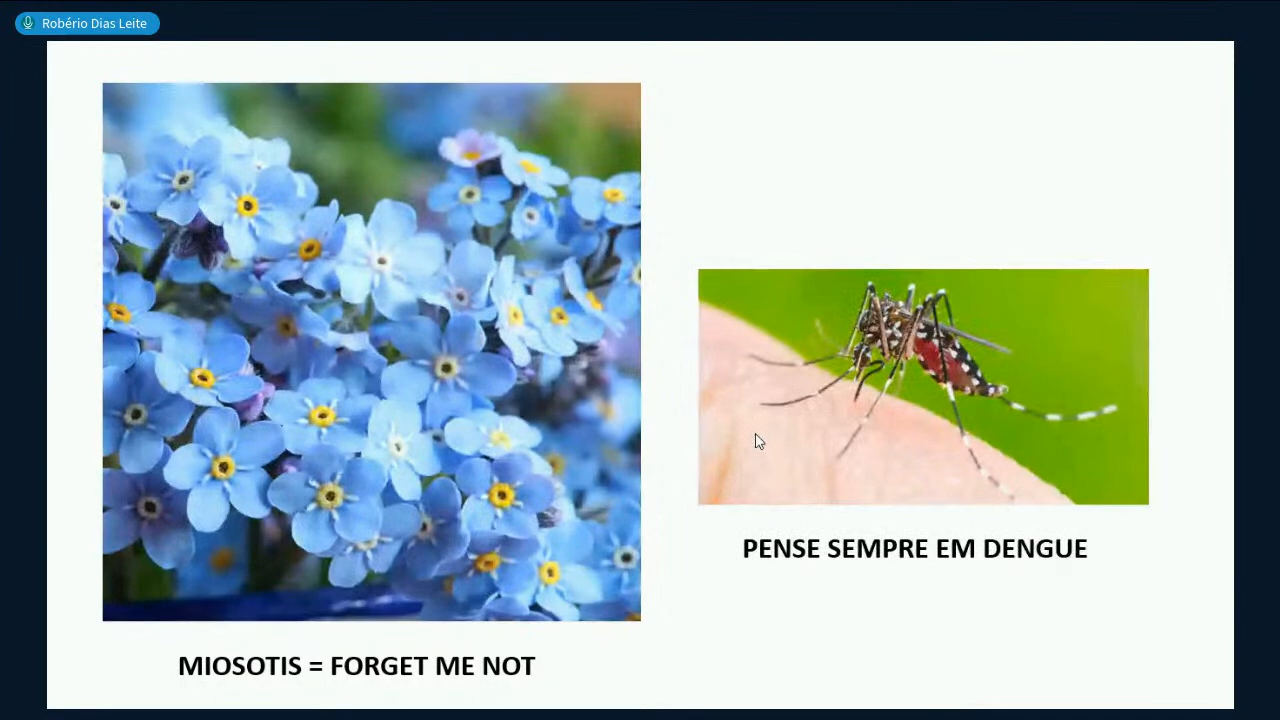 Robério Dias Leite
PENSE SEMPRE EM DENGUE
MIOSOTIS = FORGET ME NOT